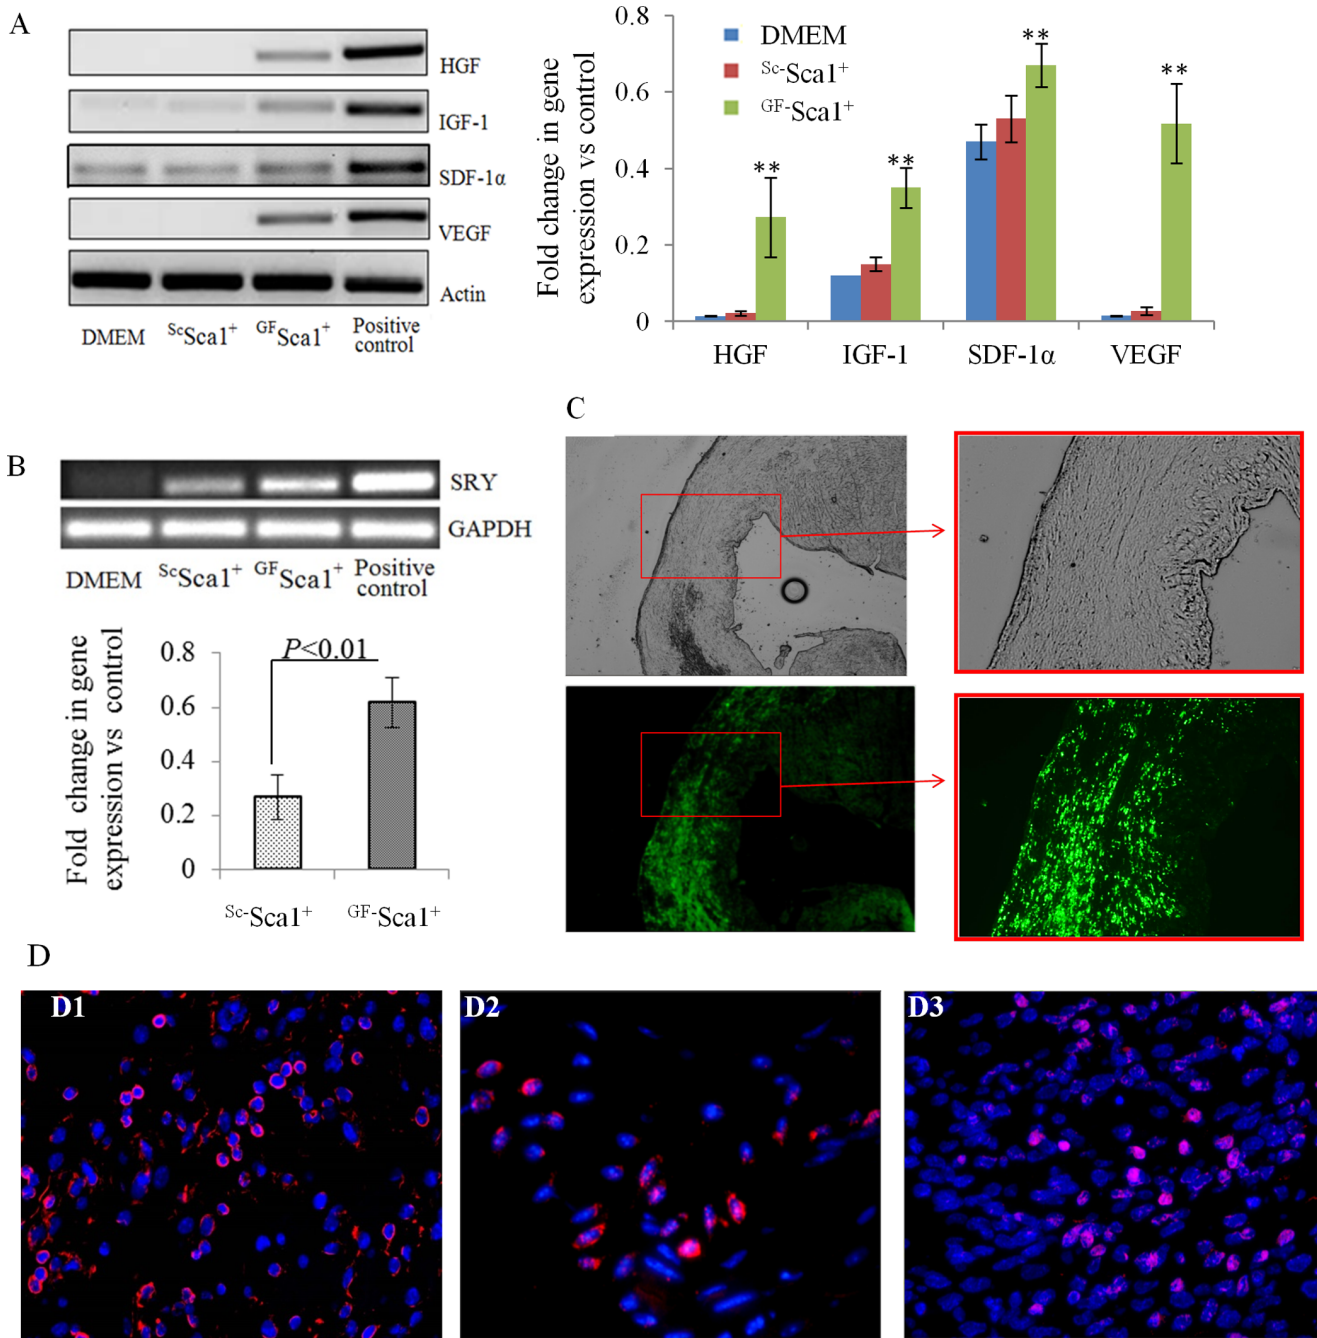 A
HGF
IGF-1
SDF-1α
VEGF
Actin
DMEM ScSca1+ GFSca1+ Positive control
Fold change in gene
expression vs control
0.8
0.6
0.4
0.2
0
DMEM
Sc-Sca1+
GF-Sca1+
** ** ** **
HGF IGF-1 SDF-1α VEGF
B
SRY
GAPDH
DMEM ScSca1+ GFSca1+ Positive control
Fold change in gene
expression vs control
0.8
0.6
0.4
0.2
0
P<0.01
Sc-Sca1+ GF-Sca1+
C
D
D1 D2 D3